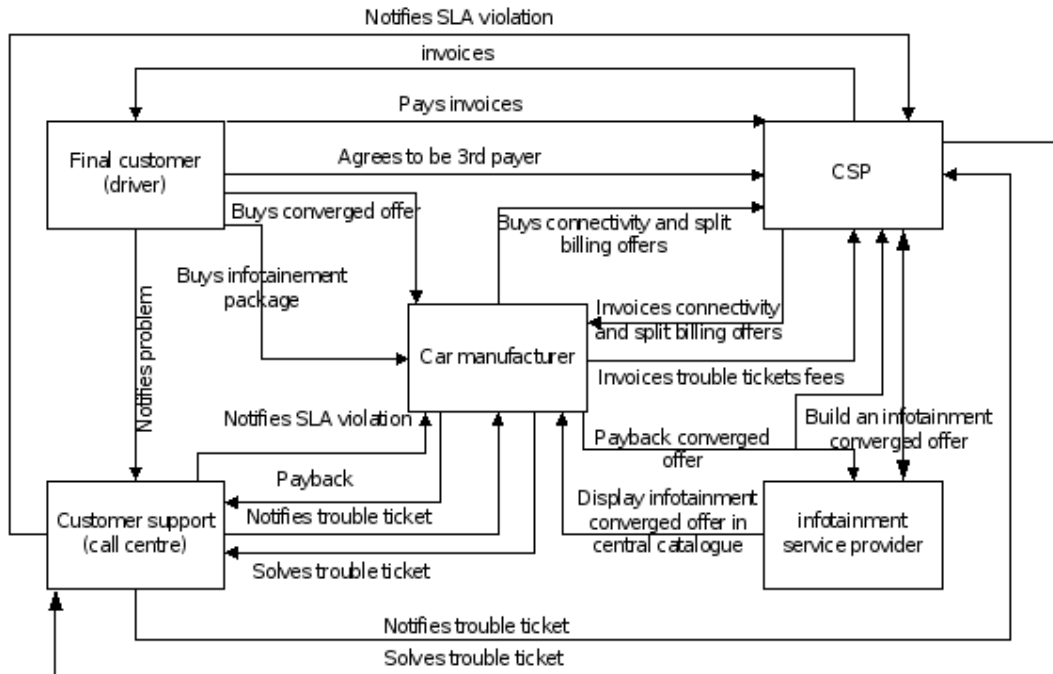 Notifies SLA violation
invoices
Pays invoices
Final customer
(driver)
Agrees to be 3rd payer
CSP
Buys converged offer
Buys connectivity and split
billing offers
Buys infotainement
package
Notifies problem
Invoices connectivity
and split billing offers
Car manufacturer
Invoices trouble tickets fees
Notifies SLA violation
Payback converged
offer
Build an infotainment
converged offer
Payback
Customer support
(call centre)
Notifies trouble ticket
Display infotainment
converged offer in
central catalogue
infotainment
service provider
Solves trouble ticket
Notifies trouble ticket
Solves trouble ticket